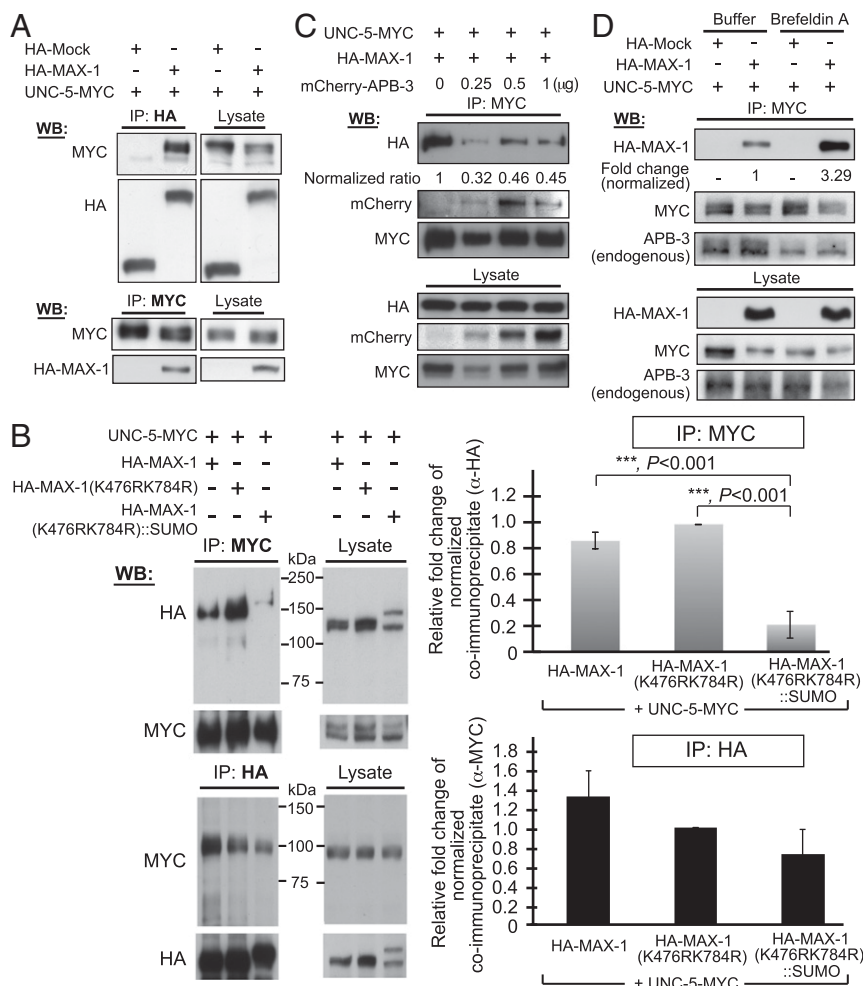 A
HA-Mock + - + -
HA-MAX-1 - + - +
UNC-5-MYC + + + +
WB: IP: HA Lysate
MYC
HA
WB: IP: MYC Lysate
MYC
HA-MAX-1
C
UNC-5-MYC + + + +
HA-MAX-1 + + + +
mCherry-APB-3 0 0.25 0.5 1 (µg)
IP: MYC
WB:
HA
Normalized ratio 1 0.32 0.46 0.45
mCherry
MYC
Lysate
HA
mCherry
MYC
D
Buffer Brefeldin A
HA-Mock + - + -
HA-MAX-1 - + - +
UNC-5-MYC + + + +
IP: MYC
WB:
HA-MAX-1
Fold change
(normalized) - 1 - 3.29
MYC
APB-3
(endogenous)
Lysate
HA-MAX-1
MYC
APB-3
(endogenous)
B
UNC-5-MYC + + + + + +
HA-MAX-1 + - - + - -
HA-MAX-1(K476RK784R) - + - - + -
HA-MAX-1
(K476RK784R)::SUMO - - + - - +
IP: MYC kDa Lysate
WB:
HA
250
150
100
75
MYC
IP: HA kDa Lysate
MYC
150
100
75
HA
IP: MYC
***, P<0.001
***, P<0.001
Relative fold change of
normalized
co-immunoprecipitate (α-HA)
1.2
1.0
0.8
0.6
0.4
0.2
0
HA-MAX-1
HA-MAX-1
(K476RK784R)
HA-MAX-1
(K476RK784R)
::SUMO
+ UNC-5-MYC
IP: HA
Relative fold change of
normalized
co-immunoprecipitate (α-MYC)
1.8
1.6
1.4
1.2
1.0
0.8
0.6
0.4
0.2
0
HA-MAX-1
HA-MAX-1
(K476RK784R)
HA-MAX-1
(K476RK784R)
::SUMO
+ UNC-5-MYC